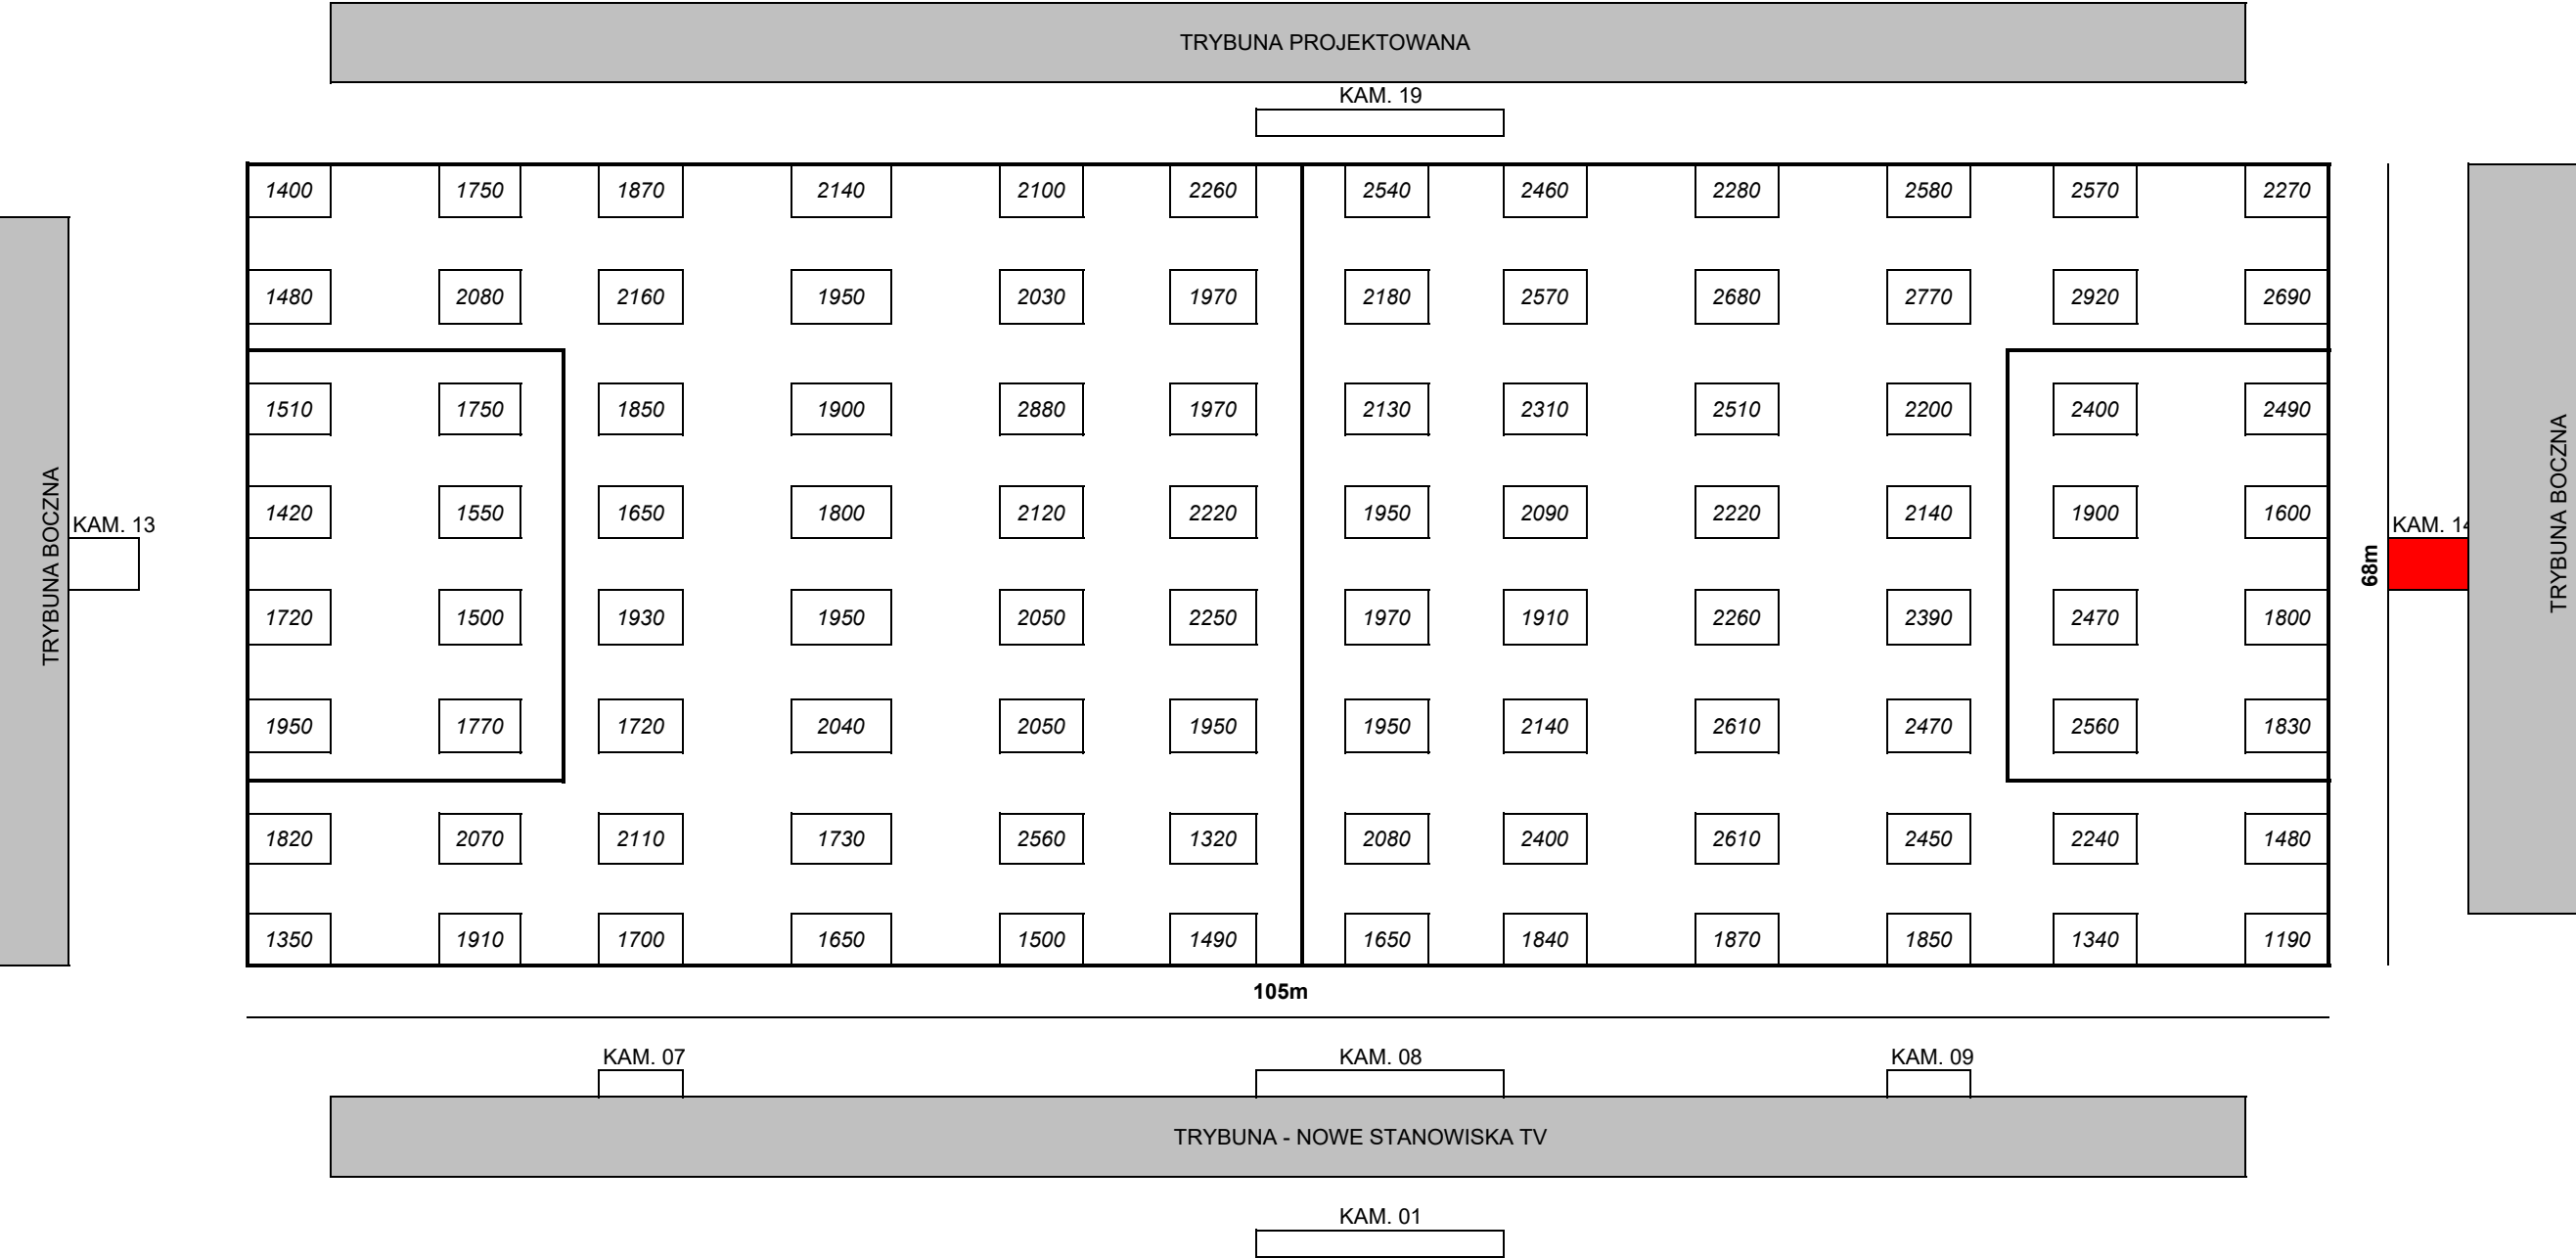 TRYBUNA PROJEKTOWANA
KAM. 19
1400 1750 1870 2140 2100 2260 2540 2460 2280 2580 2570 2270
1480 2080 2160 1950 2030 1970 2180 2570 2680 2770 2920 2690
1510 1750 1850 1900 2880 1970 2130 2310 2510 2200 2400 2490
1420 1550 1650 1800 2120 2220 1950 2090 2220 2140 1900 1600
TRYBUNA BOCZNA
KAM. 13
KAM. 14
68m
TRYBUNA BOCZNA
1720 1500 1930 1950 2050 2250 1970 1910 2260 2390 2470 1800
1950 1770 1720 2040 2050 1950 1950 2140 2610 2470 2560 1830
1820 2070 2110 1730 2560 1320 2080 2400 2610 2450 2240 1480
1350 1910 1700 1650 1500 1490 1650 1840 1870 1850 1340 1190
105m
KAM. 07 KAM. 08 KAM. 09
TRYBUNA - NOWE STANOWISKA TV
KAM. 01